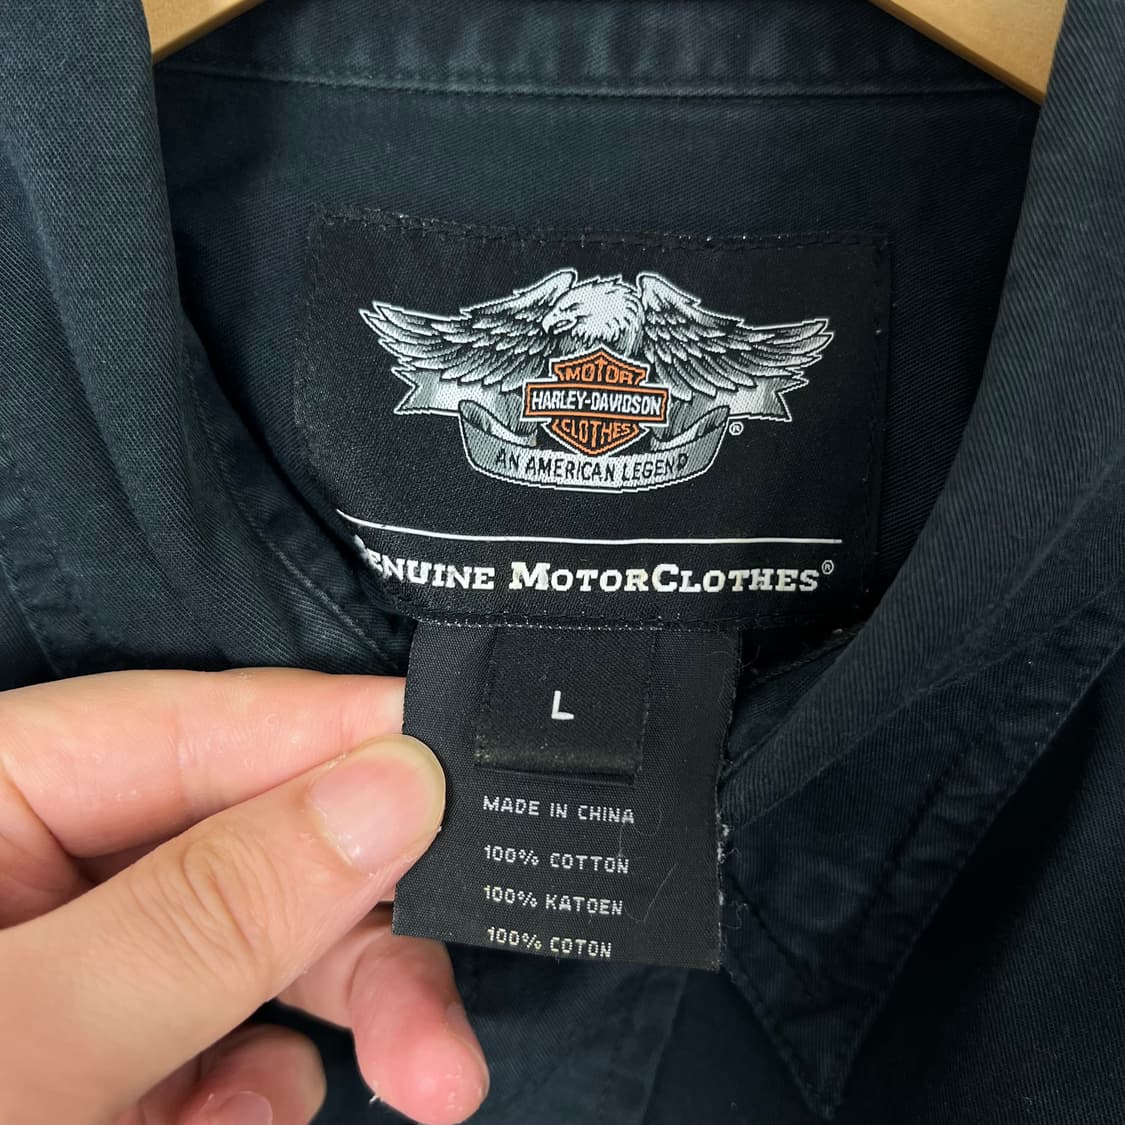 MOTOR
HARLEY-DAVIDSON
CLOTHES
®
AN AMERICAN LEGEND
GENUINE MOTORCLOTHES®
L
MADE IN CHINA
100% COTTON
100% KATOEN
100% COTON